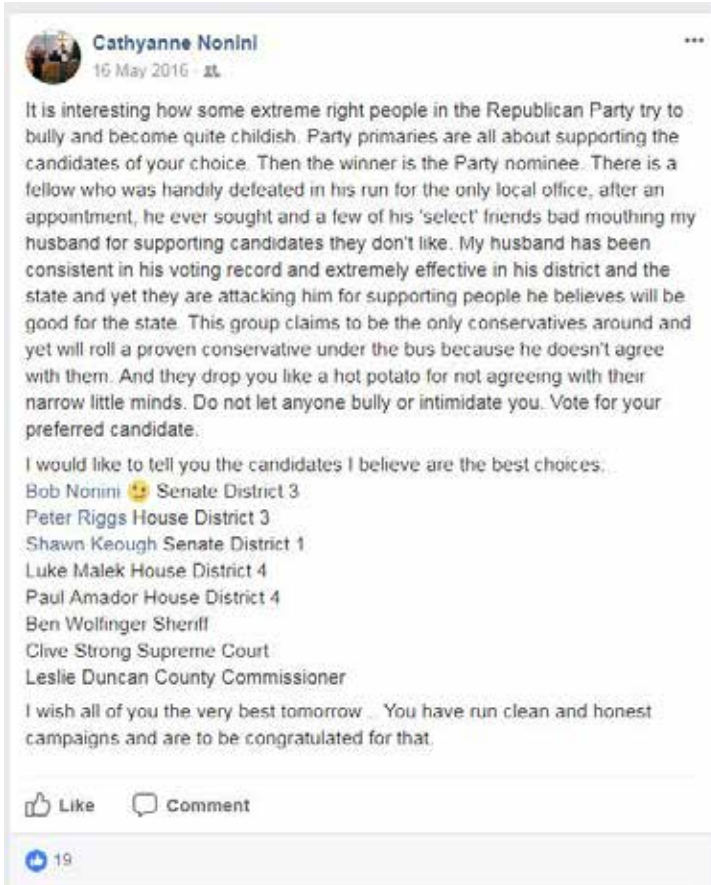 Cathyanne Nonini
16 May 2016
It is interesting how some extreme right people in the Republican Party try to
bully and become quite childish. Party primaries are all about supporting the
candidates of your choice. Then the winner is the Party nominee. There is a
fellow who was handily defeated in his run for the only local office, after an
appointment, he ever sought and a few of his 'select' friends bad mouthing my
husband for supporting candidates they don't like. My husband has been
consistent in his voting record and extremely effective in his district and the
state and yet they are attacking him for supporting people he believes will be
good for the state. This group claims to be the only conservatives around and
yet will roll a proven conservative under the bus because he doesn't agree
with them. And they drop you like a hot potato for not agreeing with their
narrow little minds. Do not let anyone bully or intimidate you. Vote for your
preferred candidate.
I would like to tell you the candidates I believe are the best choices:
Bob Nonini 😉 Senate District 3
Peter Riggs House District 3
Shawn Keough Senate District 1
Luke Malek House District 4
Paul Amador House District 4
Ben Wolfinger Sheriff
Clive Strong Supreme Court
Leslie Duncan County Commissioner
I wish all of you the very best tomorrow .. You have run clean and honest
campaigns and are to be congratulated for that.
Like Comment
19